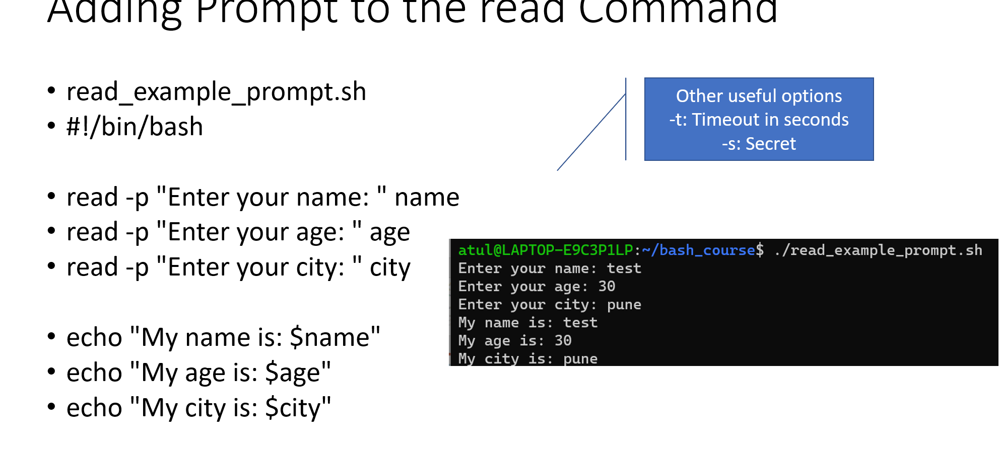 Adding Prompt to the read Command
• read_example_prompt.sh
• #!/bin/bash
• read -p "Enter your name: " name
• read -p "Enter your age: " age
• read -p "Enter your city: " city
• echo "My name is: $name"
• echo "My age is: $age"
• echo "My city is: $city"
Other useful options
-t: Timeout in seconds
-s: Secret
atul@LAPTOP-E9C3P1LP:~/bash_course$ ./read_example_prompt.sh
Enter your name: test
Enter your age: 30
Enter your city: pune
My name is: test
My age is: 30
My city is: pune